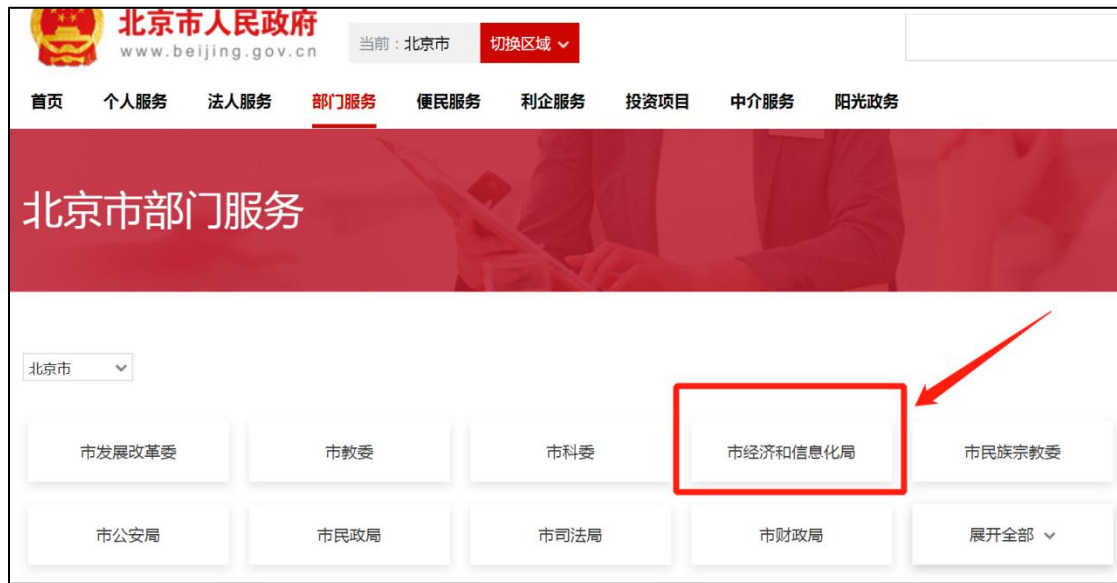 北京市人民政府
www.beijing.gov.cn
当前：北京市
切换区域
首页 个人服务 法人服务 部门服务 便民服务 利企服务 投资项目 中介服务 阳光政务
北京市部门服务
北京市
市发展改革委 市教委 市科委 市经济和信息化局 市民族宗教委
市公安局 市民政局 市司法局 市财政局 展开全部